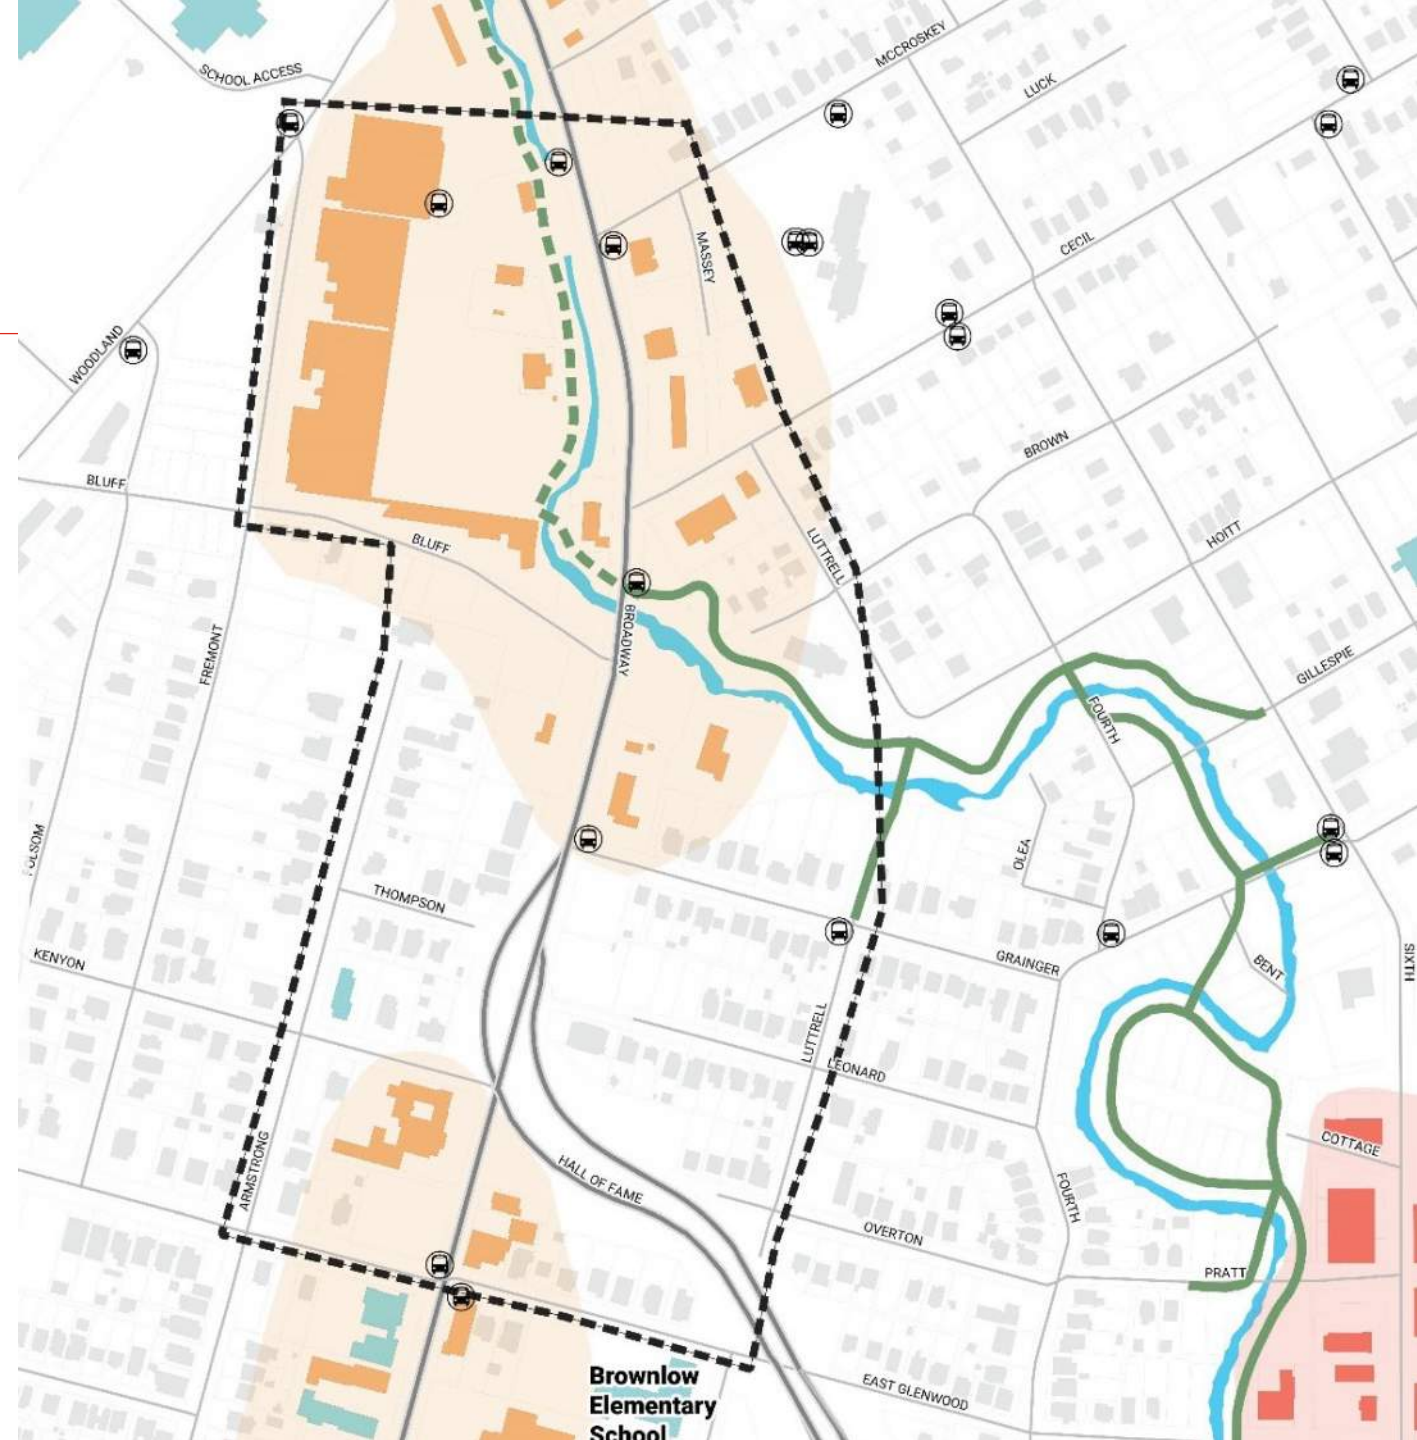 SCHOOL ACCESS
MCCROSKEY
LUCK
MASSEY
CECIL
WOODLAND
BROWN
BLUFF
BLUFF
LUTTRELL
HOITT
BROADWAY
FREMONT
GILLESPIE
FOURTH
OLEA
THOMPSON
KENYON
GRAINGER
BENT
SIXTH
LUTTRELL
LEONARD
COTTAGE
ARMSTRONG
HALL OF FAME
FOURTH
OVERTON
PRATT
Brownlow
Elementary
School
EAST GLENWOOD